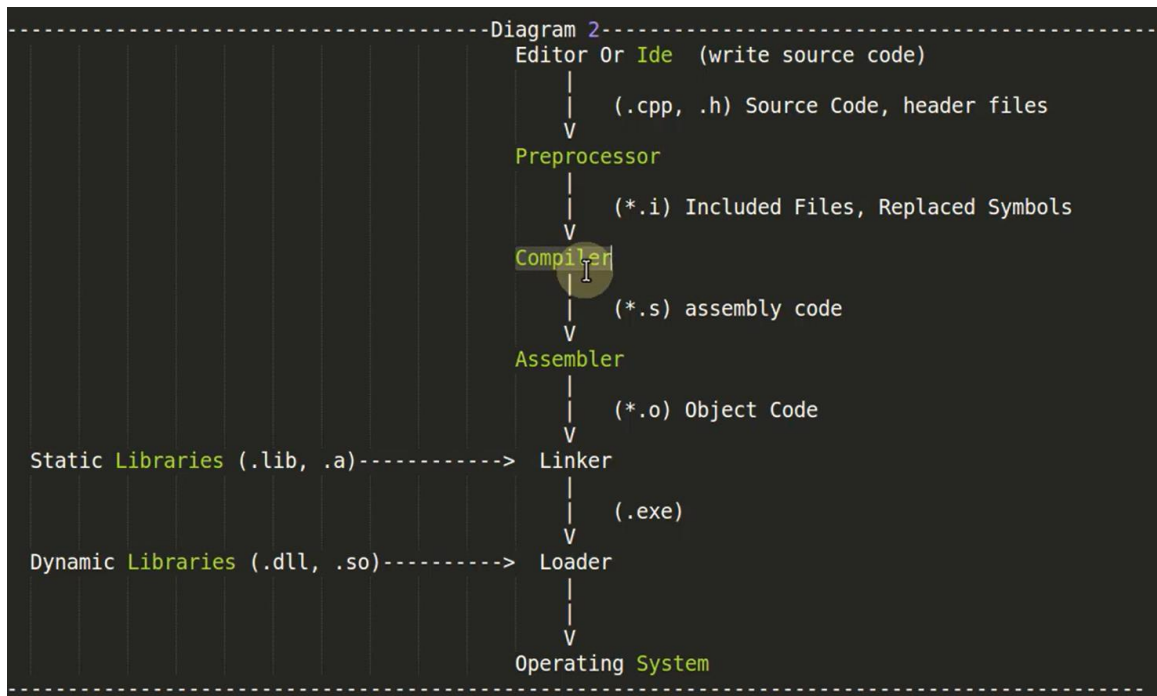 --------------------------------------Diagram 2----------------------------------------------
Editor Or Ide (write source code)
|
| (.cpp, .h) Source Code, header files
V
Preprocessor
|
| (*.i) Included Files, Replaced Symbols
V
Compiler
|
| (*.s) assembly code
V
Assembler
|
| (*.o) Object Code
V
Static Libraries (.lib, .a)------------> Linker
|
| (.exe)
V
Dynamic Libraries (.dll, .so)----------> Loader
|
|
V
Operating System
----------------------------------------------------------------------------------------------